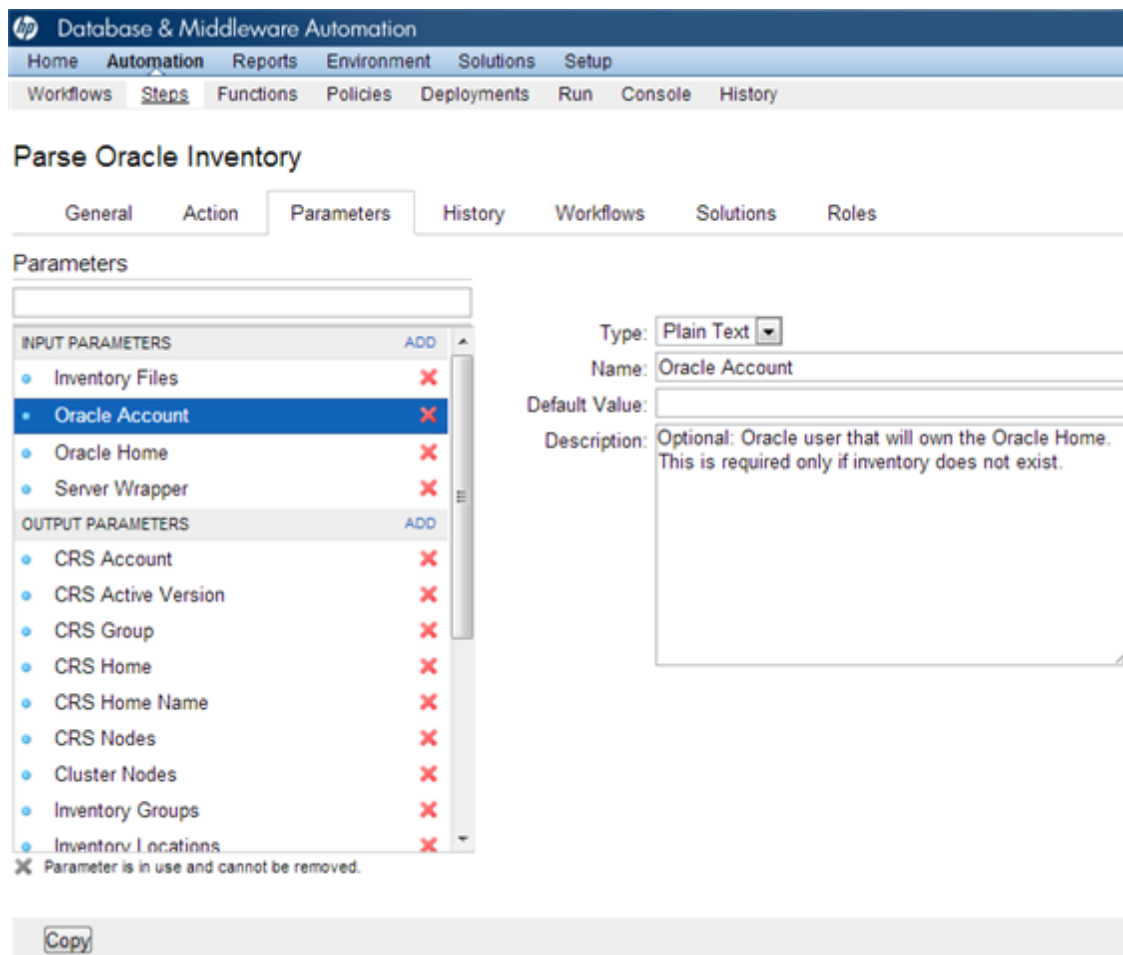 hp Database & Middleware Automation
Home Automation Reports Environment Solutions Setup
Workflows Steps Functions Policies Deployments Run Console History
Parse Oracle Inventory
General Action Parameters History Workflows Solutions Roles
Parameters
INPUT PARAMETERS ADD
Inventory Files
Oracle Account
Oracle Home
Server Wrapper
OUTPUT PARAMETERS ADD
CRS Account
CRS Active Version
CRS Group
CRS Home
CRS Home Name
CRS Nodes
Cluster Nodes
Inventory Groups
Inventory Locations
Parameter is in use and cannot be removed.
Type: Plain Text
Name: Oracle Account
Default Value:
Description: Optional: Oracle user that will own the Oracle Home.
This is required only if inventory does not exist.
Copy